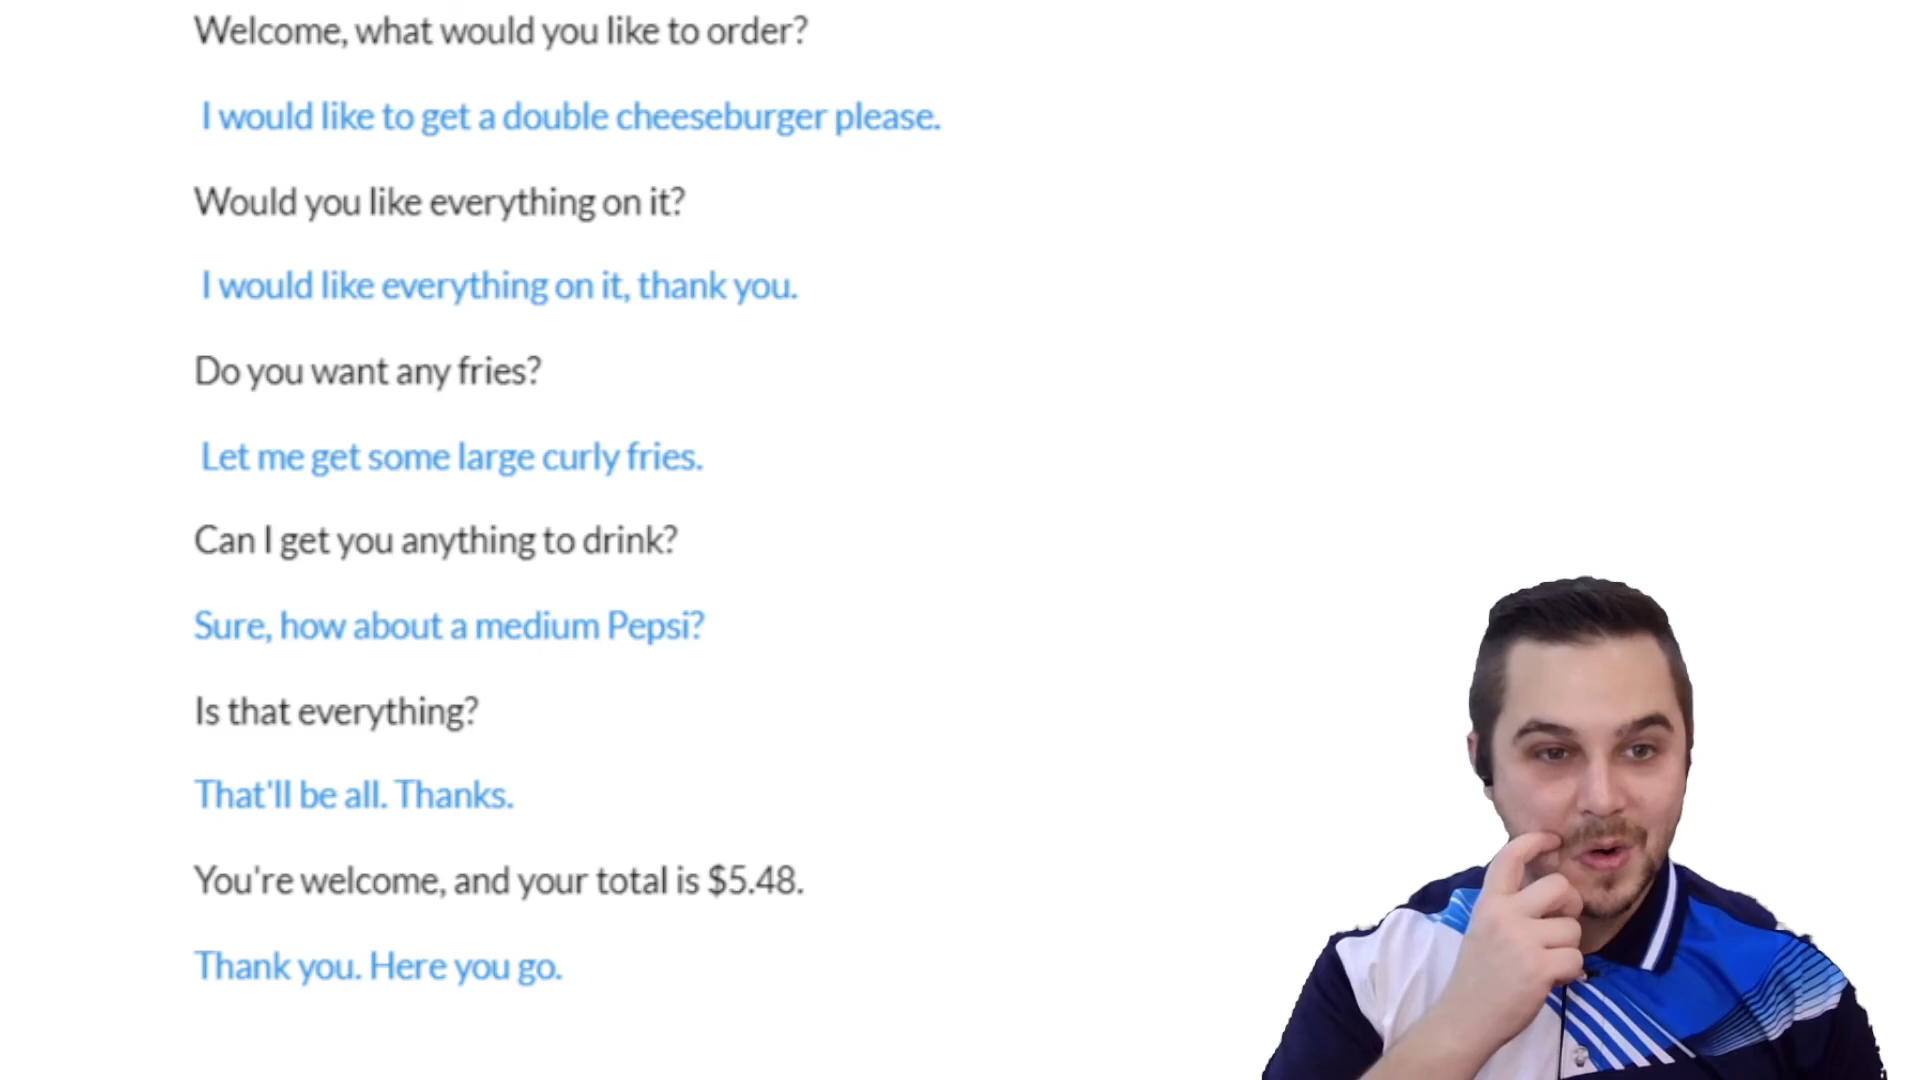 Welcome, what would you like to order?
I would like to get a double cheeseburger please.
Would you like everything on it?
I would like everything on it, thank you.
Do you want any fries?
Let me get some large curly fries.
Can I get you anything to drink?
Sure, how about a medium Pepsi?
Is that everything?
That'll be all. Thanks.
You're welcome, and your total is $5.48.
Thank you. Here you go.